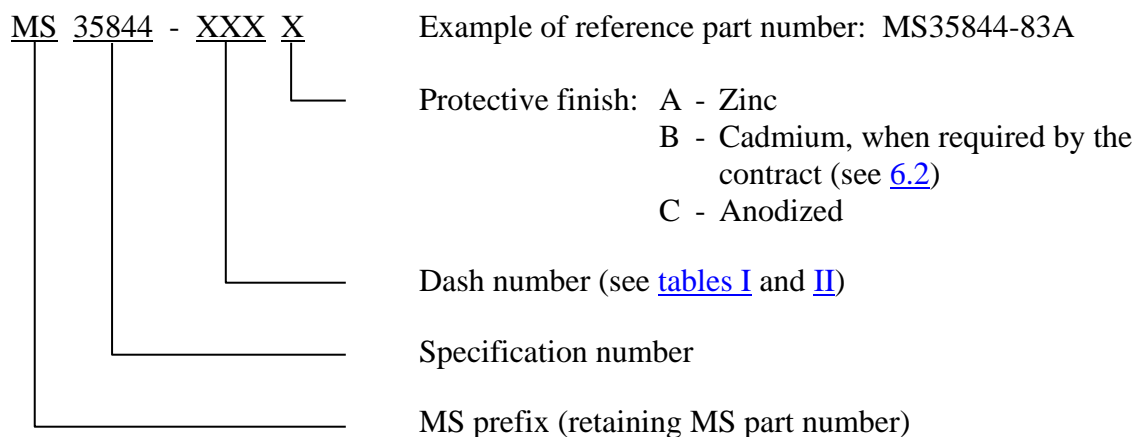 MS 35844 - XXX X Example of reference part number: MS35844-83A
Protective finish: A - Zinc
B - Cadmium, when required by the
contract (see 6.2)
C - Anodized
Dash number (see tables I and II)
Specification number
MS prefix (retaining MS part number)